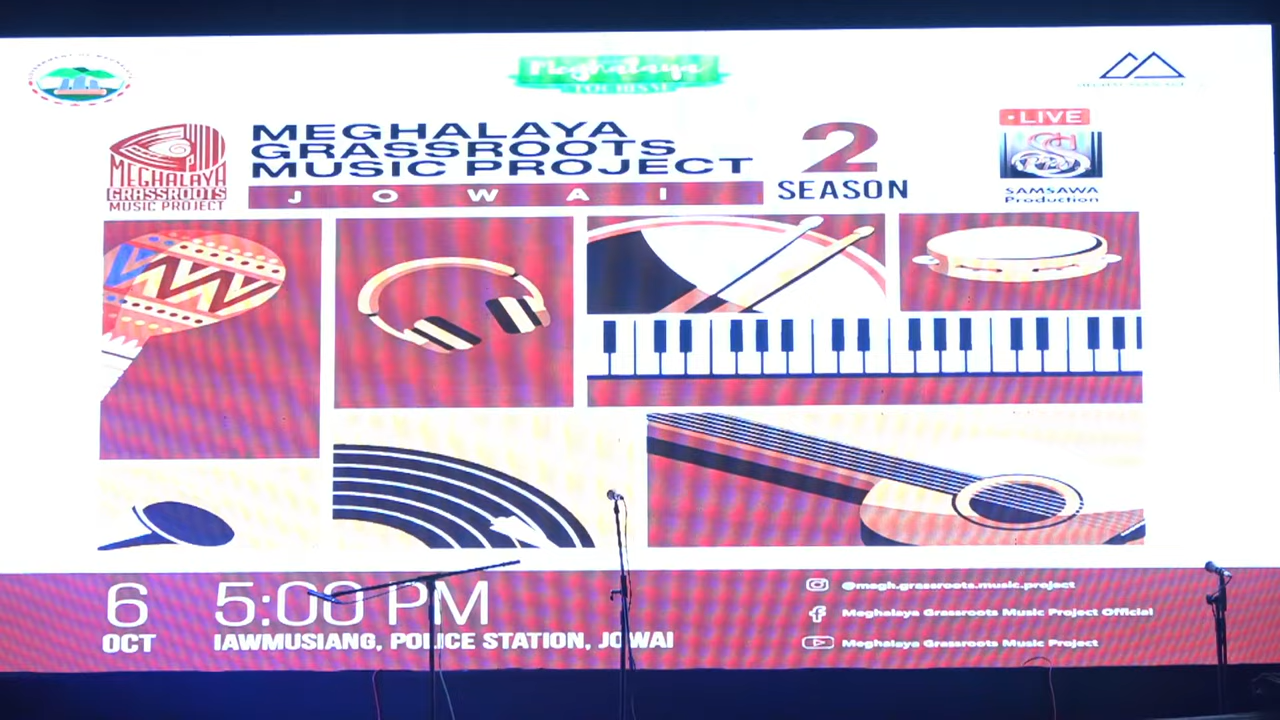 Meghalaya
TOURISM
MEGHALAYA
GRASSROOTS
MUSIC PROJECT
JOWAI
2
SEASON
• LIVE
SAMSAWA
Production
MEGHALAYA
GRASSROOTS
MUSIC PROJECT
6
OCT
5:00 PM
IAWMUSIANG, POLICE STATION, JOWAI
@megh.grassroots.music.project
Meghalaya Grassroots Music Project Official
Meghalaya Grassroots Music Project